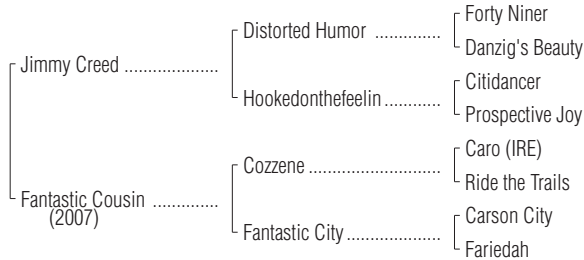 Forty Niner
Distorted Humor ..............
Danzig's Beauty
Jimmy Creed ....................
Citidancer
Hookedonthefeelin ............
Prospective Joy
Caro (IRE)
Cozzene ............................
Ride the Trails
Fantastic Cousin ..............
(2007)
Carson City
Fantastic City ....................
Fariedah